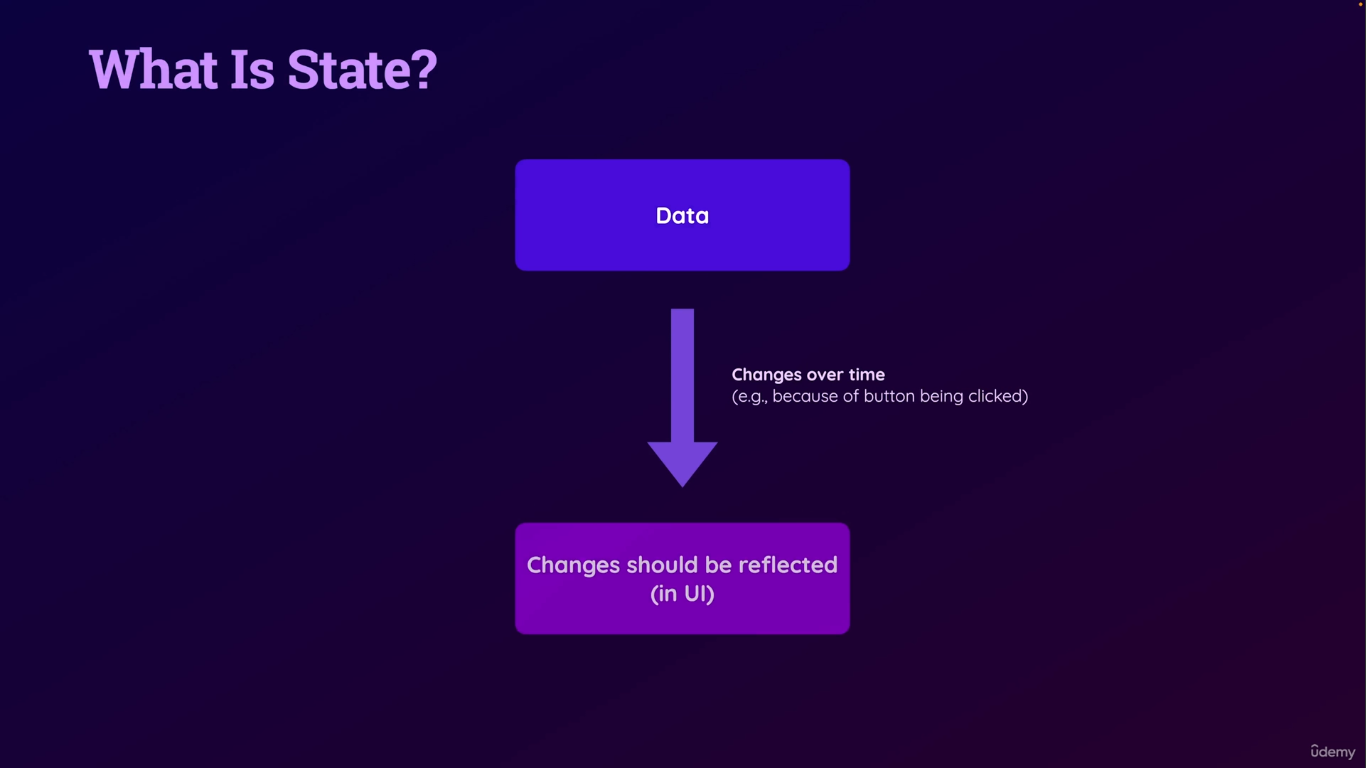 What Is State?
Data
Changes over time
(e.g., because of button being clicked)
Changes should be reflected
(in UI)
ûdemy